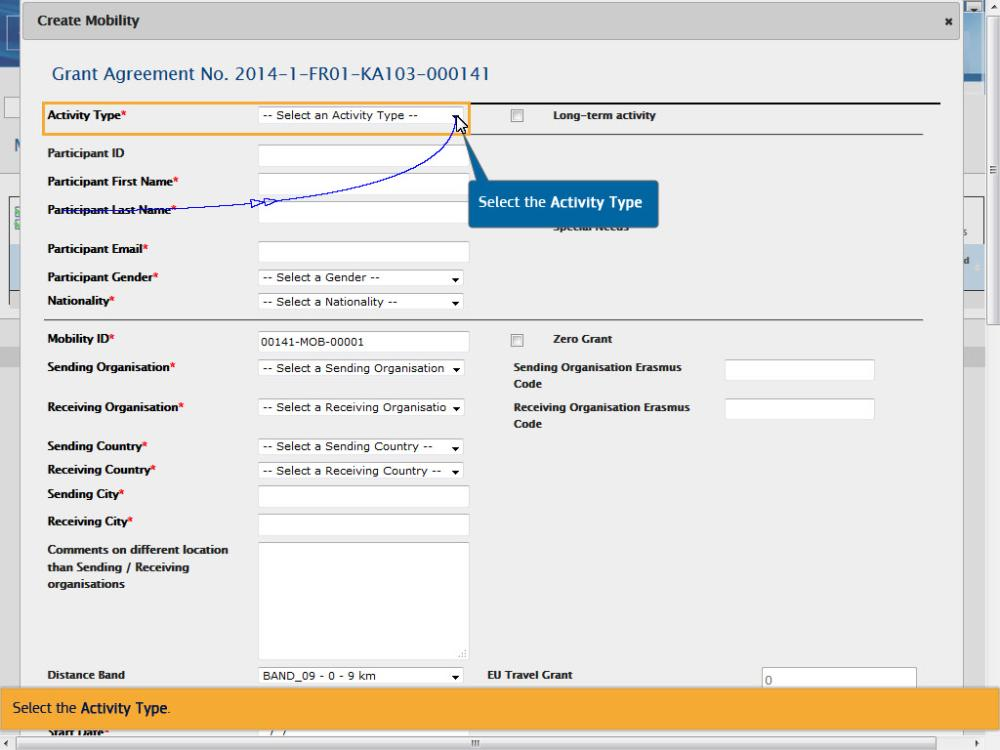 Create Mobility
Grant Agreement No. 2014-1-FR01-KA103-000141
Activity Type* -- Select an Activity Type -- Long-term activity
Participant ID
Participant First Name*
Select the Activity Type
Participant Last Name*
Special Needs
Participant Email*
Participant Gender* -- Select a Gender --
Nationality* -- Select a Nationality --
Mobility ID* 00141-MOB-00001 Zero Grant
Sending Organisation* -- Select a Sending Organisation Sending Organisation Erasmus
Code
Receiving Organisation* -- Select a Receiving Organisatio Receiving Organisation Erasmus
Code
Sending Country* -- Select a Sending Country --
Receiving Country* -- Select a Receiving Country --
Sending City*
Receiving City*
Comments on different location
than Sending / Receiving
organisations
Distance Band BAND_09 - 0 - 9 km EU Travel Grant 0
Select the Activity Type.
Start Date* / /